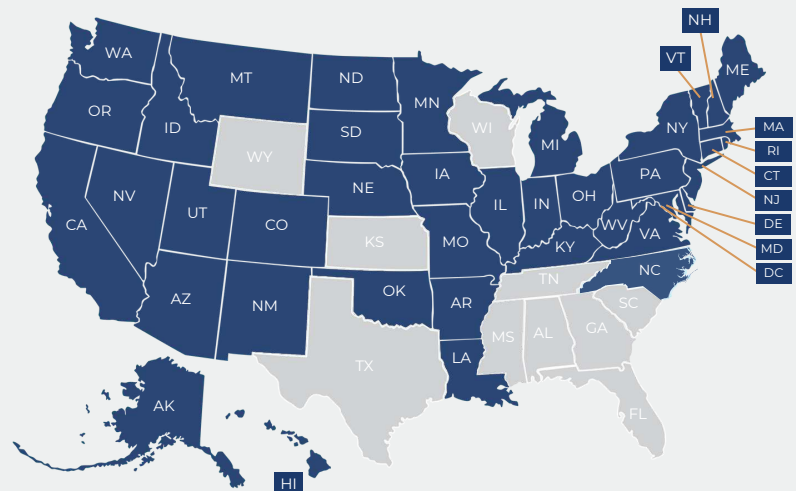 NH
VT
WA
MT
ND
ME
MN
OR
ID
SD
WI
NY
MA
MI
RI
WY
IA
PA
CT
NE
NV
IL
IN
OH
NJ
UT
CO
WV
DE
CA
KS
MO
KY
VA
MD
NC
DC
TN
AZ
NM
OK
AR
SC
MS
AL
GA
TX
LA
AK
FL
HI